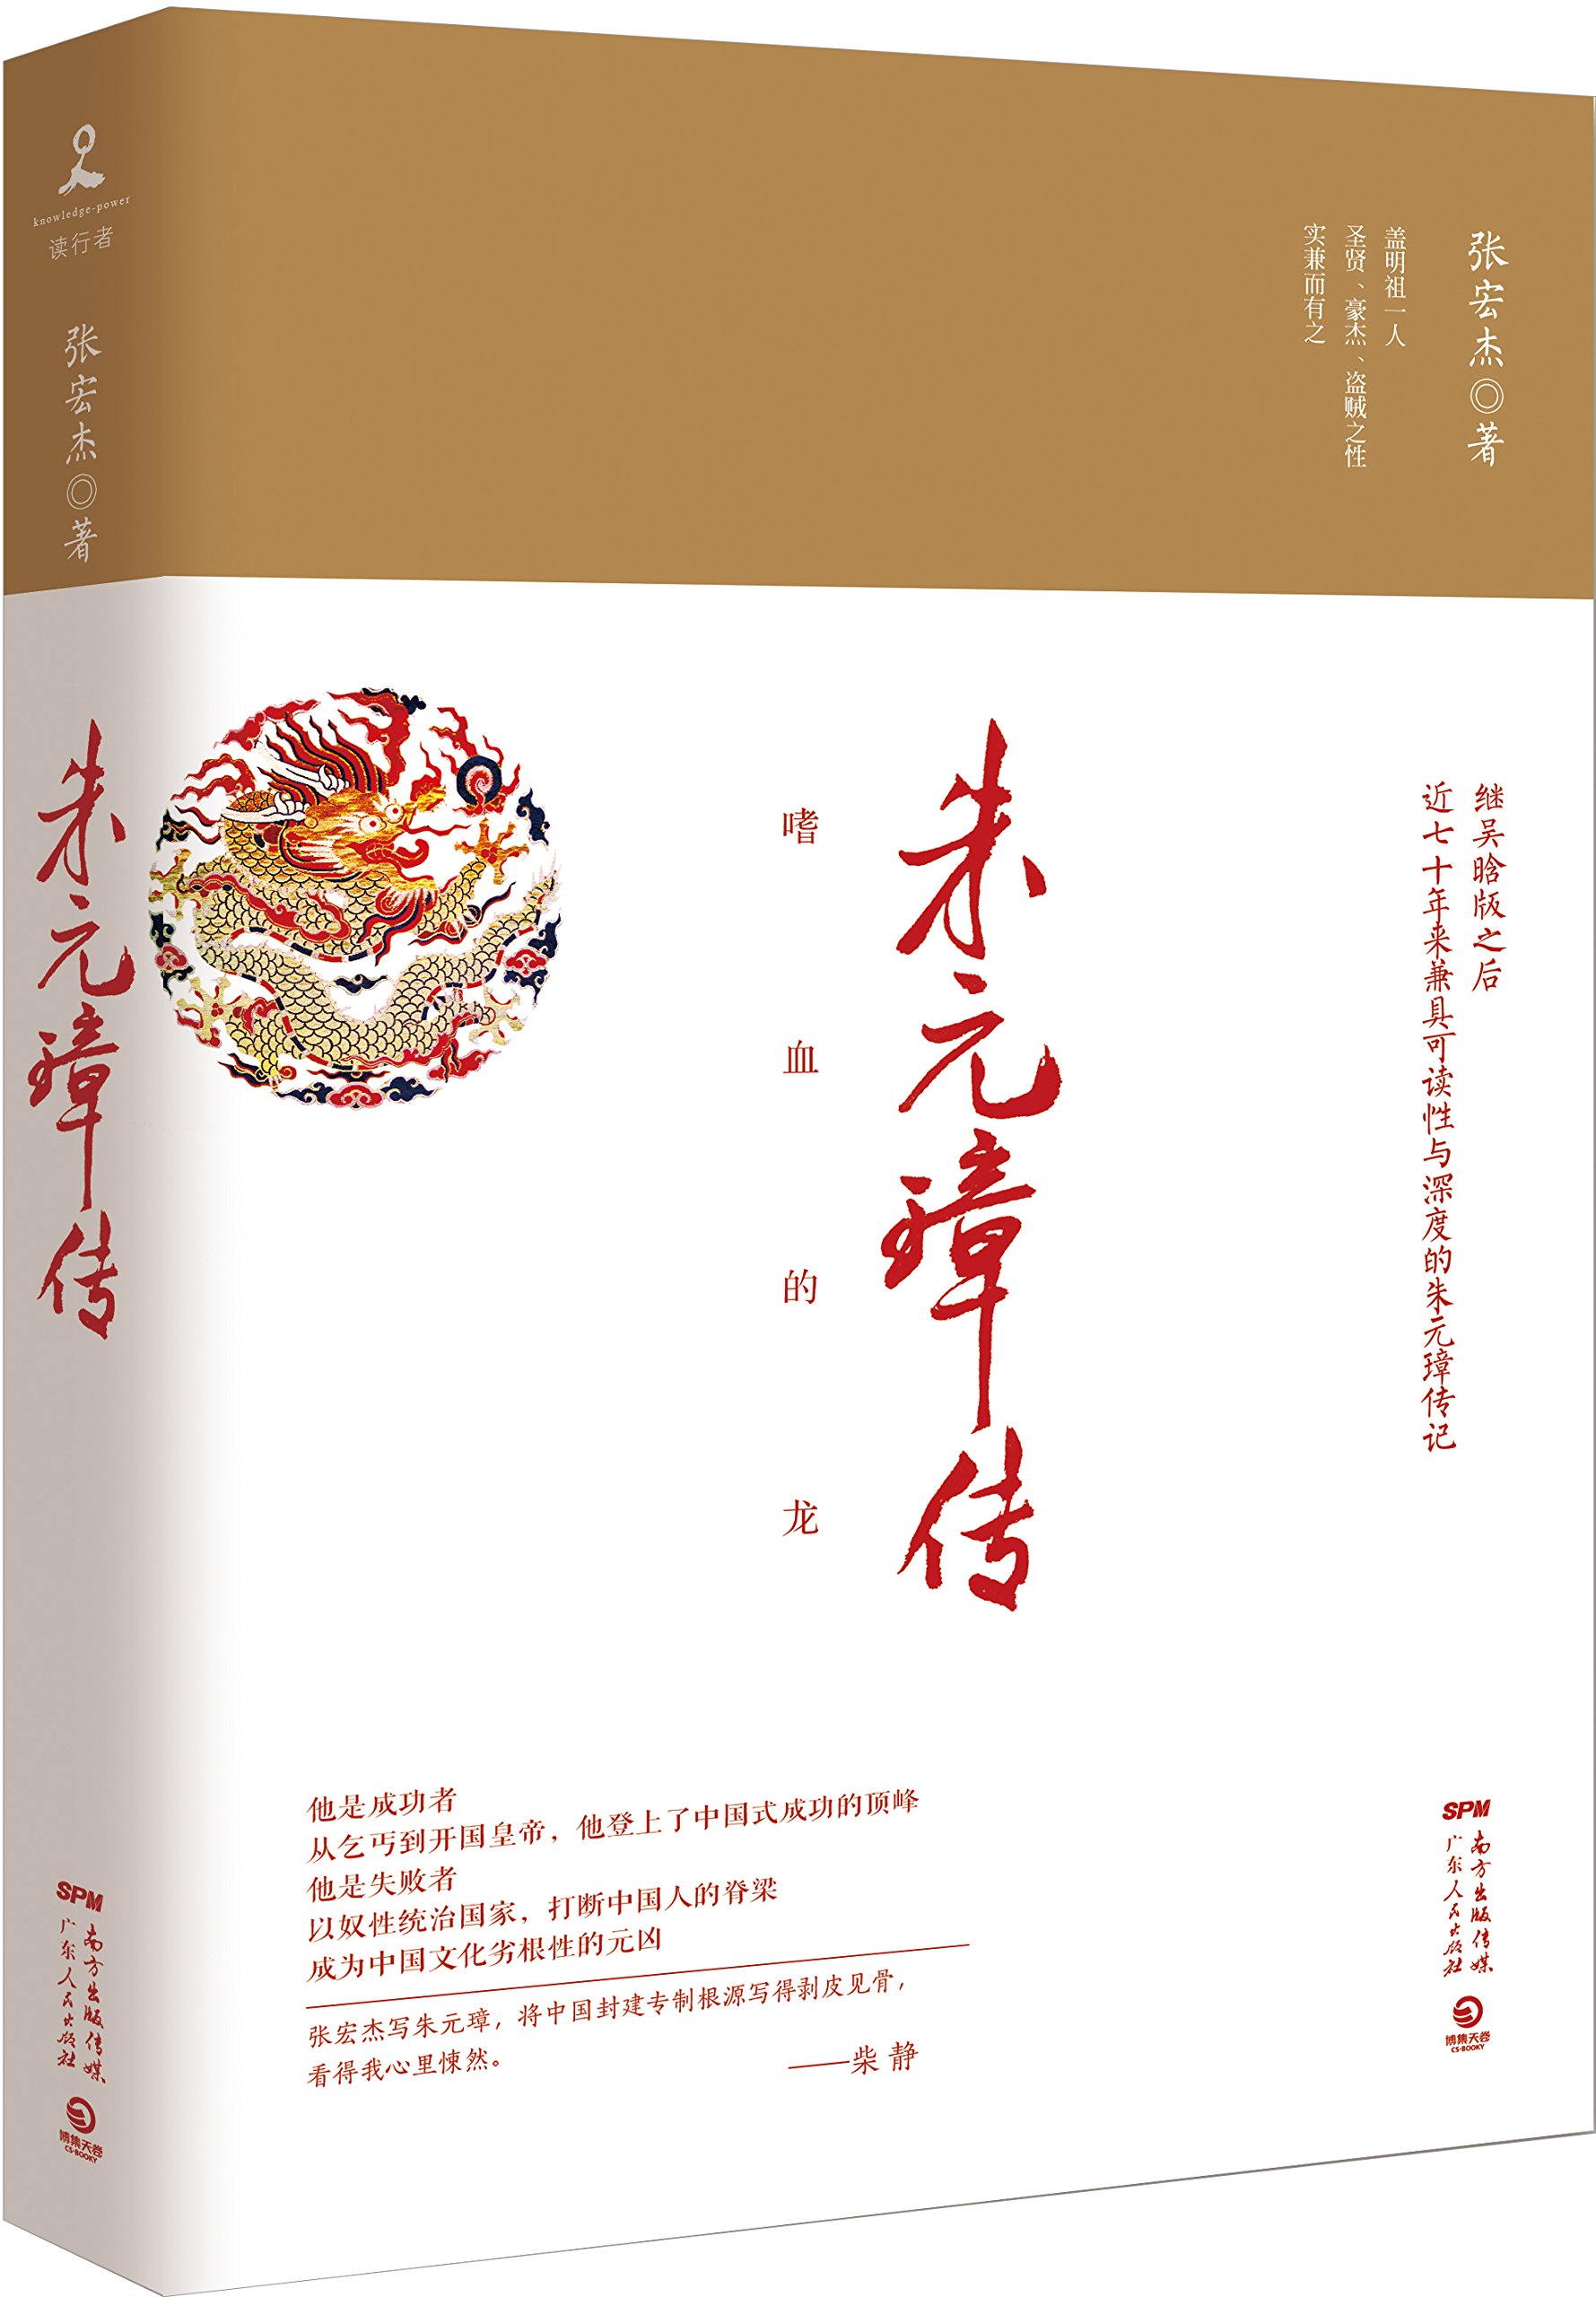 knowledge-power
读行者
张宏杰◎著
朱元璋传
SPM
南方出版传媒
广东人民出版社
博集天卷
CS-BOOKY
张宏杰◎著
盖明祖一人
圣贤、豪杰、盗贼之性
实兼而有之
继吴晗版之后
近七十年来兼具可读性与深度的朱元璋传记
朱元璋传
嗜血的龙
他是成功者
从乞丐到开国皇帝，他登上了中国式成功的顶峰
他是失败者
以奴性统治国家，打断中国人的脊梁
成为中国文化劣根性的元凶
张宏杰写朱元璋，将中国封建专制根源写得剥皮见骨，
看得我心里悚然。
——柴静
SPM
南方出版传媒
广东人民出版社
博集天卷
CS-BOOKY